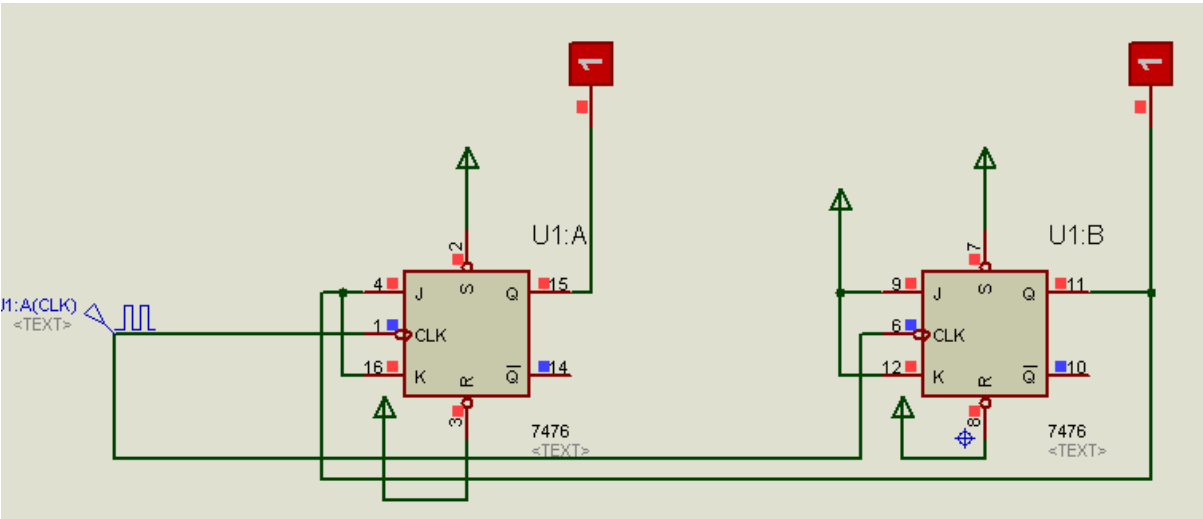 1
1
2
U1:A
7
U1:B
4
J
S
Q
15
9
J
S
Q
11
J1:A(CLK)
<TEXT>
1
CLK
6
CLK
16
K
R
Q
14
12
K
R
Q
10
3
7476
<TEXT>
8
7476
<TEXT>